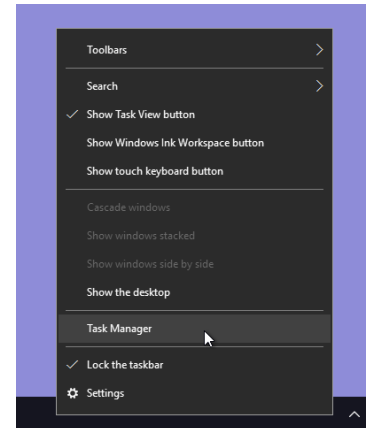 Toolbars
Search
Show Task View button
Show Windows Ink Workspace button
Show touch keyboard button
Cascade windows
Show windows stacked
Show windows side by side
Show the desktop
Task Manager
Lock the taskbar
Settings